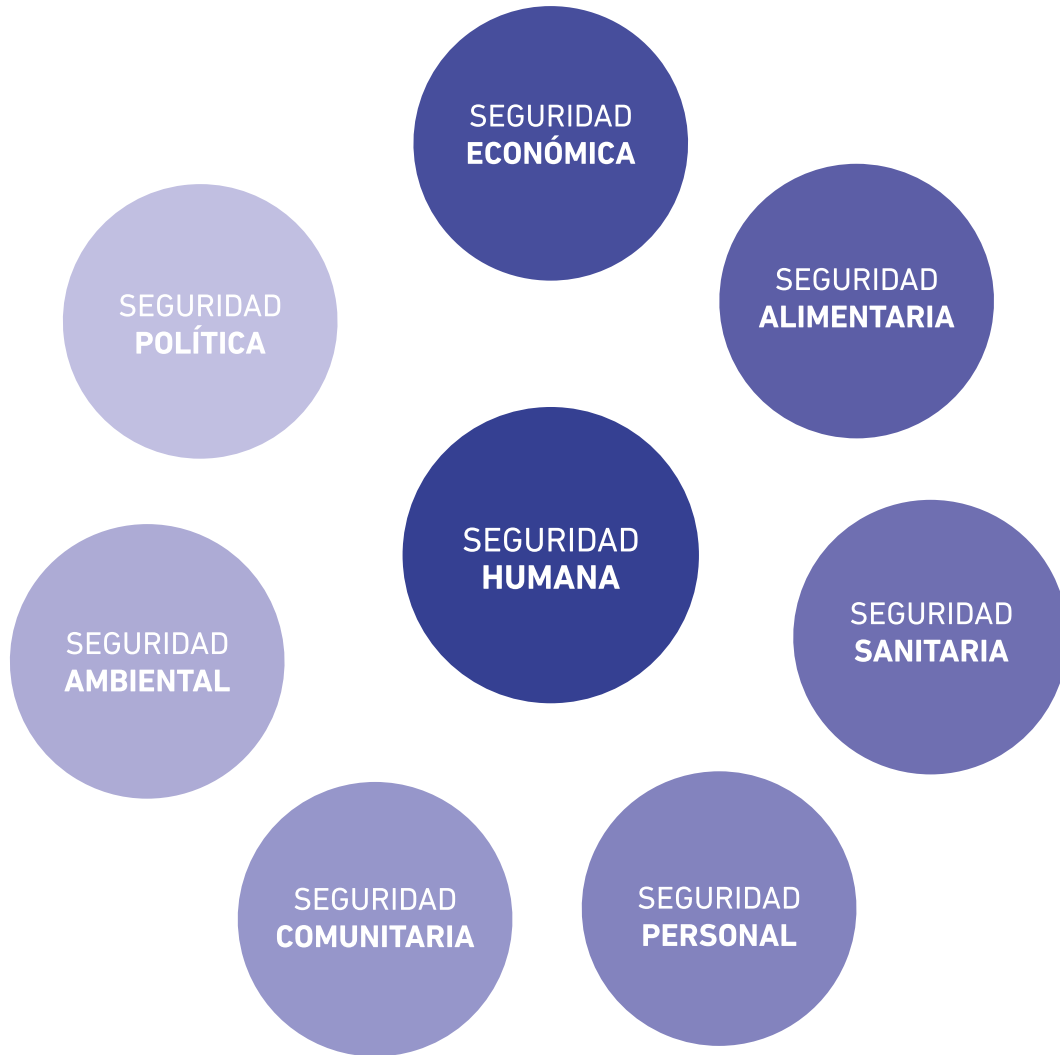 SEGURIDAD
ECONÓMICA
SEGURIDAD
ALIMENTARIA
SEGURIDAD
POLÍTICA
SEGURIDAD
HUMANA
SEGURIDAD
SANITARIA
SEGURIDAD
AMBIENTAL
SEGURIDAD
COMUNITARIA
SEGURIDAD
PERSONAL